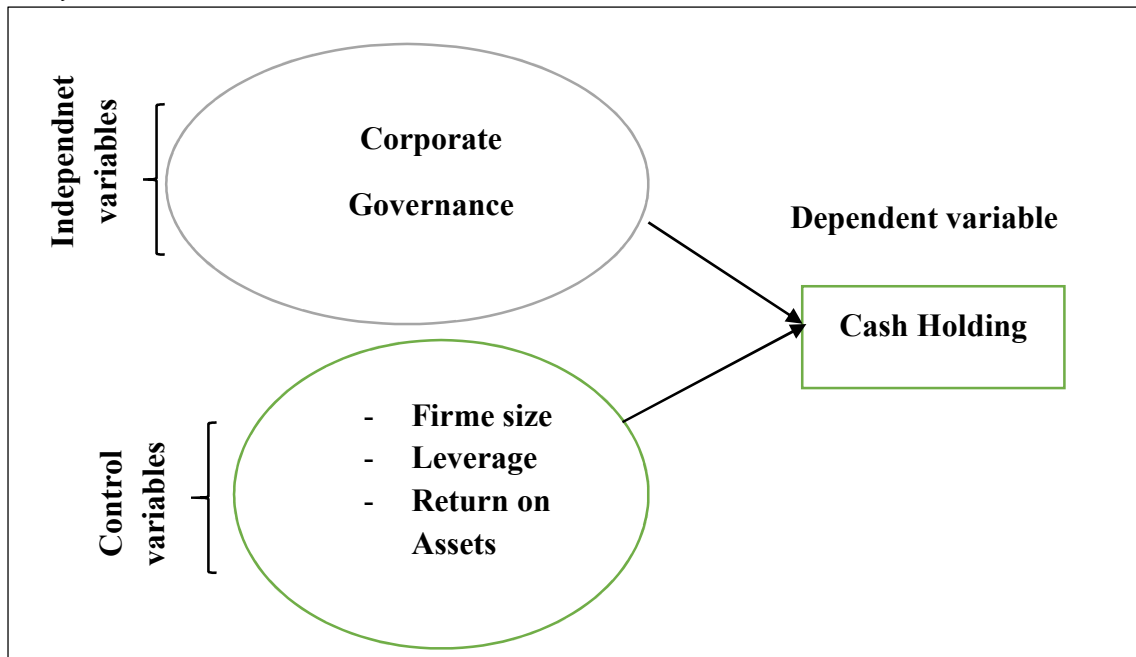 Independnet
variables
Corporate
Governance
Dependent variable
Cash Holding
Control
variables
- Firme size
- Leverage
- Return on
Assets